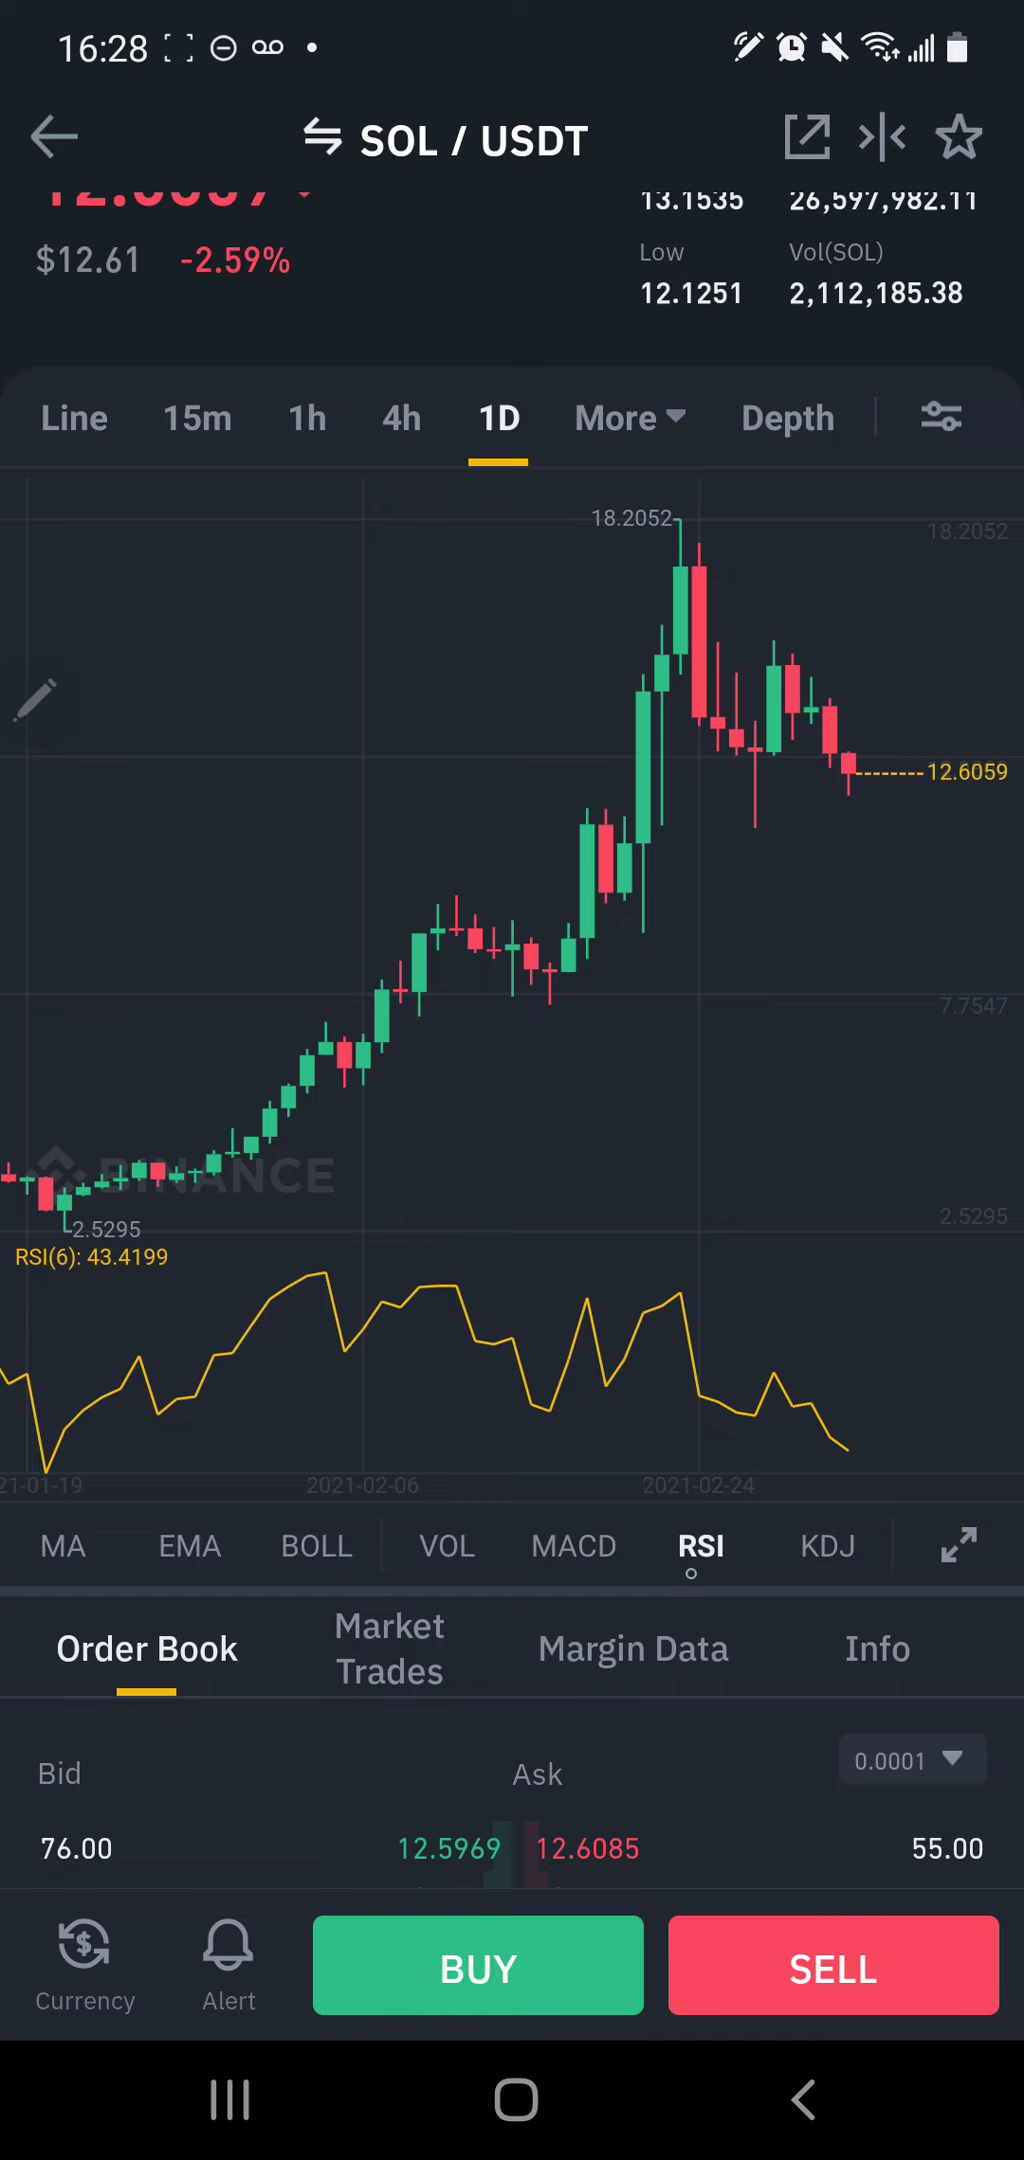 16:28
SOL / USDT
12.6059
13.1535 26,597,982.11
$12.61 -2.59%
Low Vol(SOL)
12.1251 2,112,185.38
Line 15m 1h 4h 1D More Depth
18.2052
18.2052
12.6059
7.7547
BINANCE
2.5295
2.5295
RSI(6): 43.4199
21-01-19 2021-02-06 2021-02-24
MA EMA BOLL VOL MACD RSI KDJ
Order Book Market Trades Margin Data Info
Bid Ask 0.0001
76.00 12.5969 12.6085 55.00
Currency Alert BUY SELL